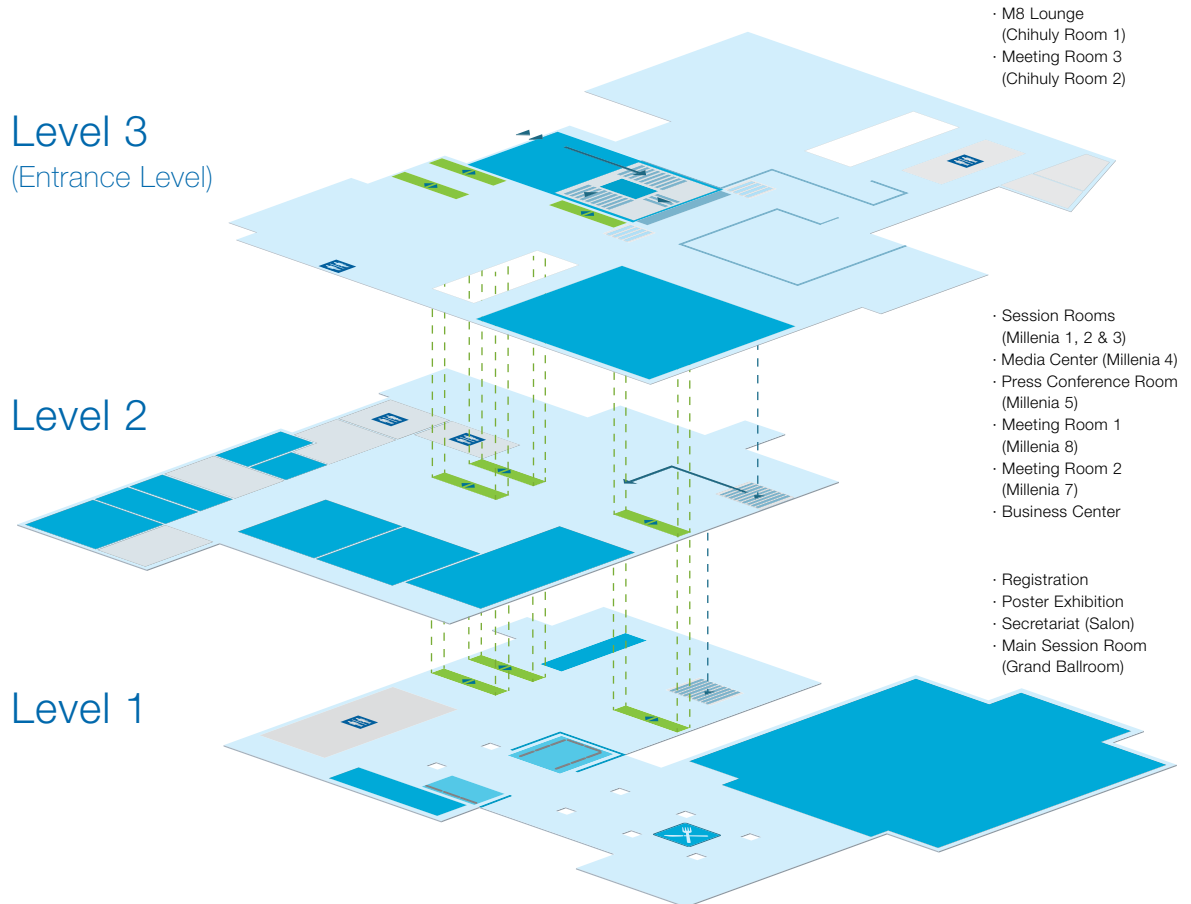 · M8 Lounge
(Chihuly Room 1)
· Meeting Room 3
(Chihuly Room 2)
Level 3
(Entrance Level)
· Session Rooms
(Millenia 1, 2 & 3)
· Media Center (Millenia 4)
· Press Conference Room
(Millenia 5)
· Meeting Room 1
(Millenia 8)
· Meeting Room 2
(Millenia 7)
· Business Center
Level 2
· Registration
· Poster Exhibition
· Secretariat (Salon)
· Main Session Room
(Grand Ballroom)
Level 1